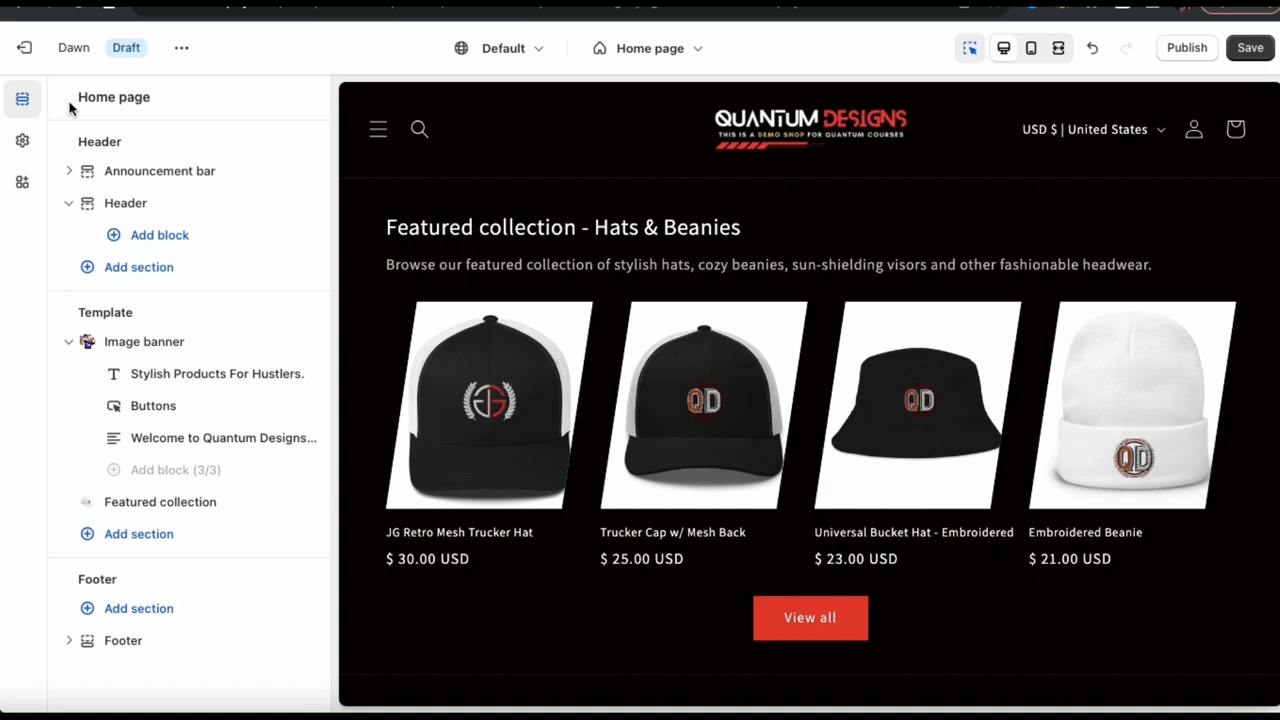 Dawn
Draft
Default
Home page
Publish
Save
Home page
Header
Announcement bar
Header
Add block
Add section
Template
Image banner
Stylish Products For Hustlers.
Buttons
Welcome to Quantum Designs...
Add block (3/3)
Featured collection
Add section
Footer
Add section
Footer
QUANTUM DESIGNS
THIS IS A DEMO SHOP FOR QUANTUM COURSES
USD $ | United States
Featured collection - Hats & Beanies
Browse our featured collection of stylish hats, cozy beanies, sun-shielding visors and other fashionable headwear.
QD
QD
QD
JG Retro Mesh Trucker Hat
Trucker Cap w/ Mesh Back
Universal Bucket Hat - Embroidered
Embroidered Beanie
$ 30.00 USD
$ 25.00 USD
$ 23.00 USD
$ 21.00 USD
View all